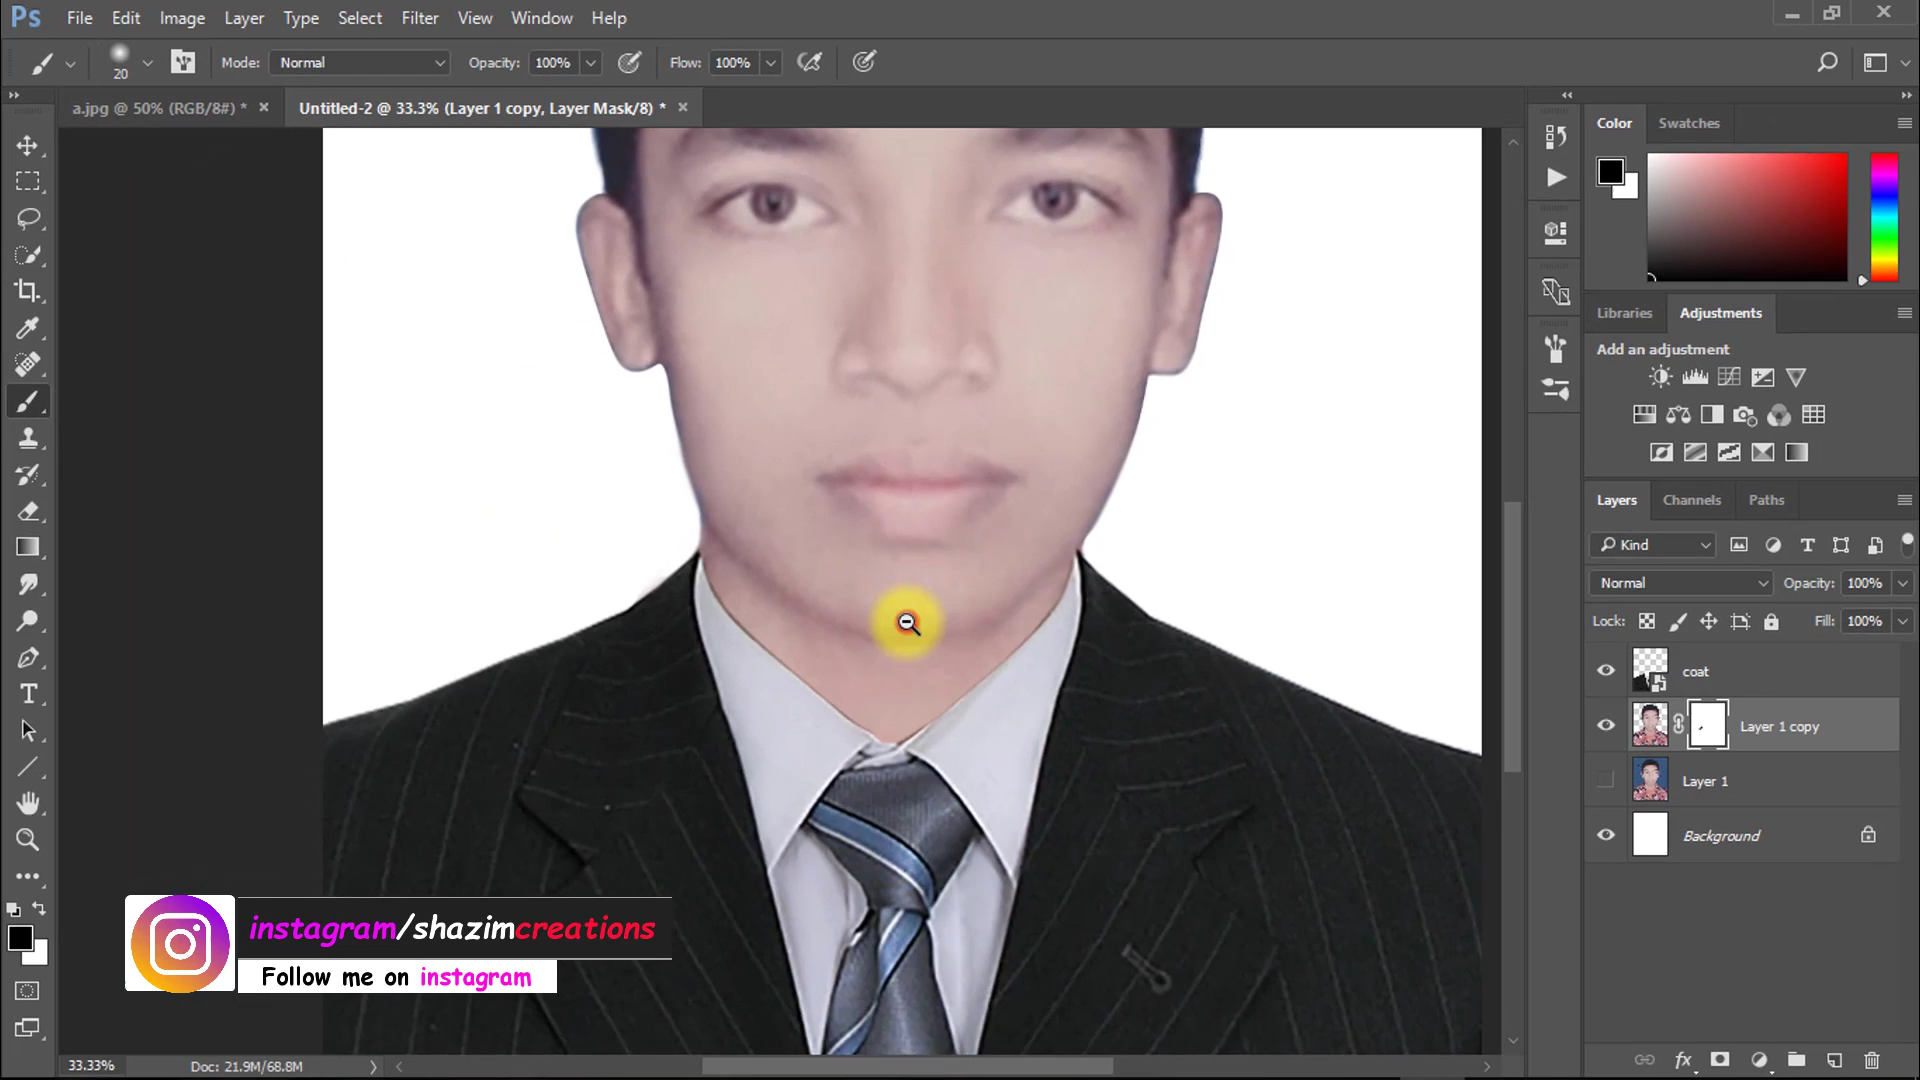 Ps File Edit Image Layer Type Select Filter View Window Help
20 Mode: Normal Opacity: 100% Flow: 100%
a.jpg @ 50% (RGB/8#) * Untitled-2 @ 33.3% (Layer 1 copy, Layer Mask/8) *
Color Swatches
Libraries Adjustments
Add an adjustment
Layers Channels Paths
Kind
Normal Opacity: 100%
Lock: Fill: 100%
coat
Layer 1 copy
Layer 1
Background
fx
instagram/shazimcreations
Follow me on instagram
33.33% Doc: 21.9M/68.8M